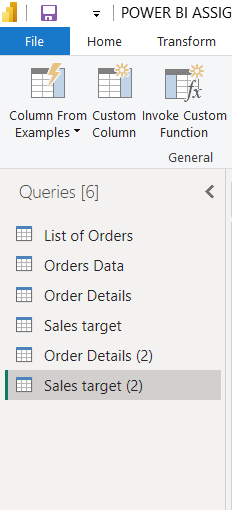 POWER BI ASSIG
File Home Transform
Column From Custom Invoke Custom
Examples Column Function
General
Queries [6]
List of Orders
Orders Data
Order Details
Sales target
Order Details (2)
Sales target (2)